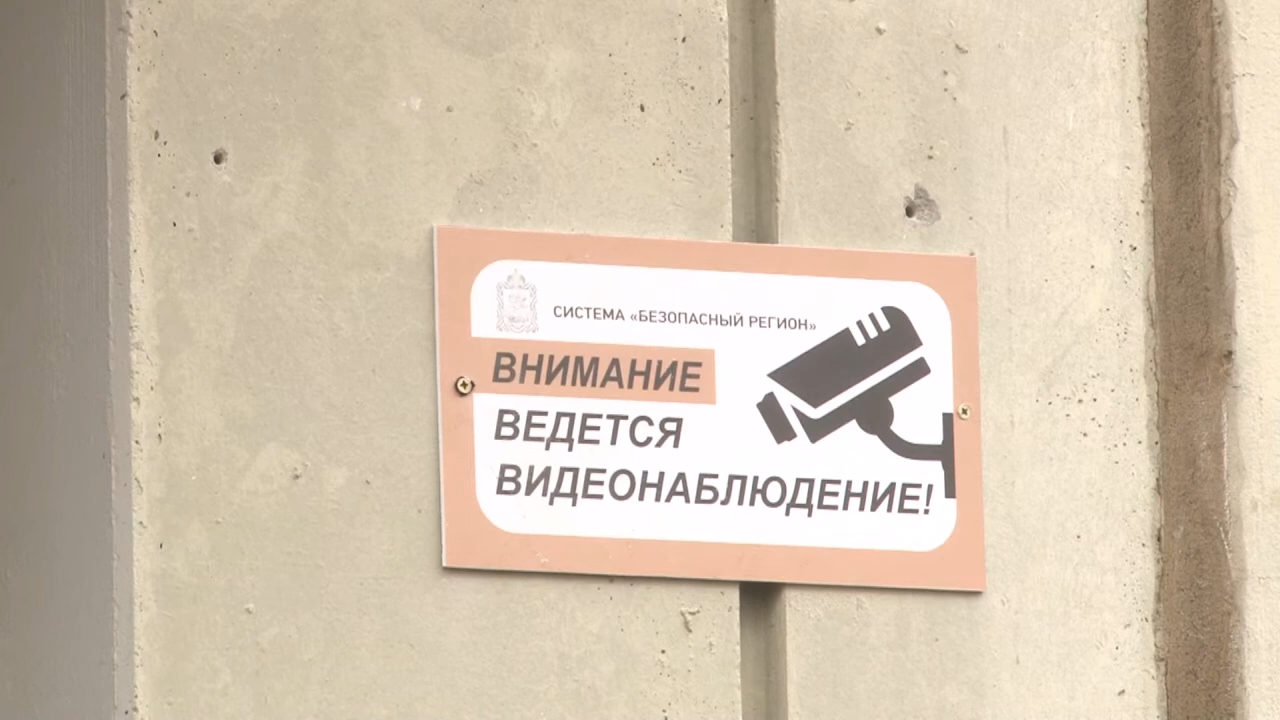 СИСТЕМА «БЕЗОПАСНЫЙ РЕГИОН»
ВНИМАНИЕ
ВЕДЕТСЯ
ВИДЕОНАБЛЮДЕНИЕ!